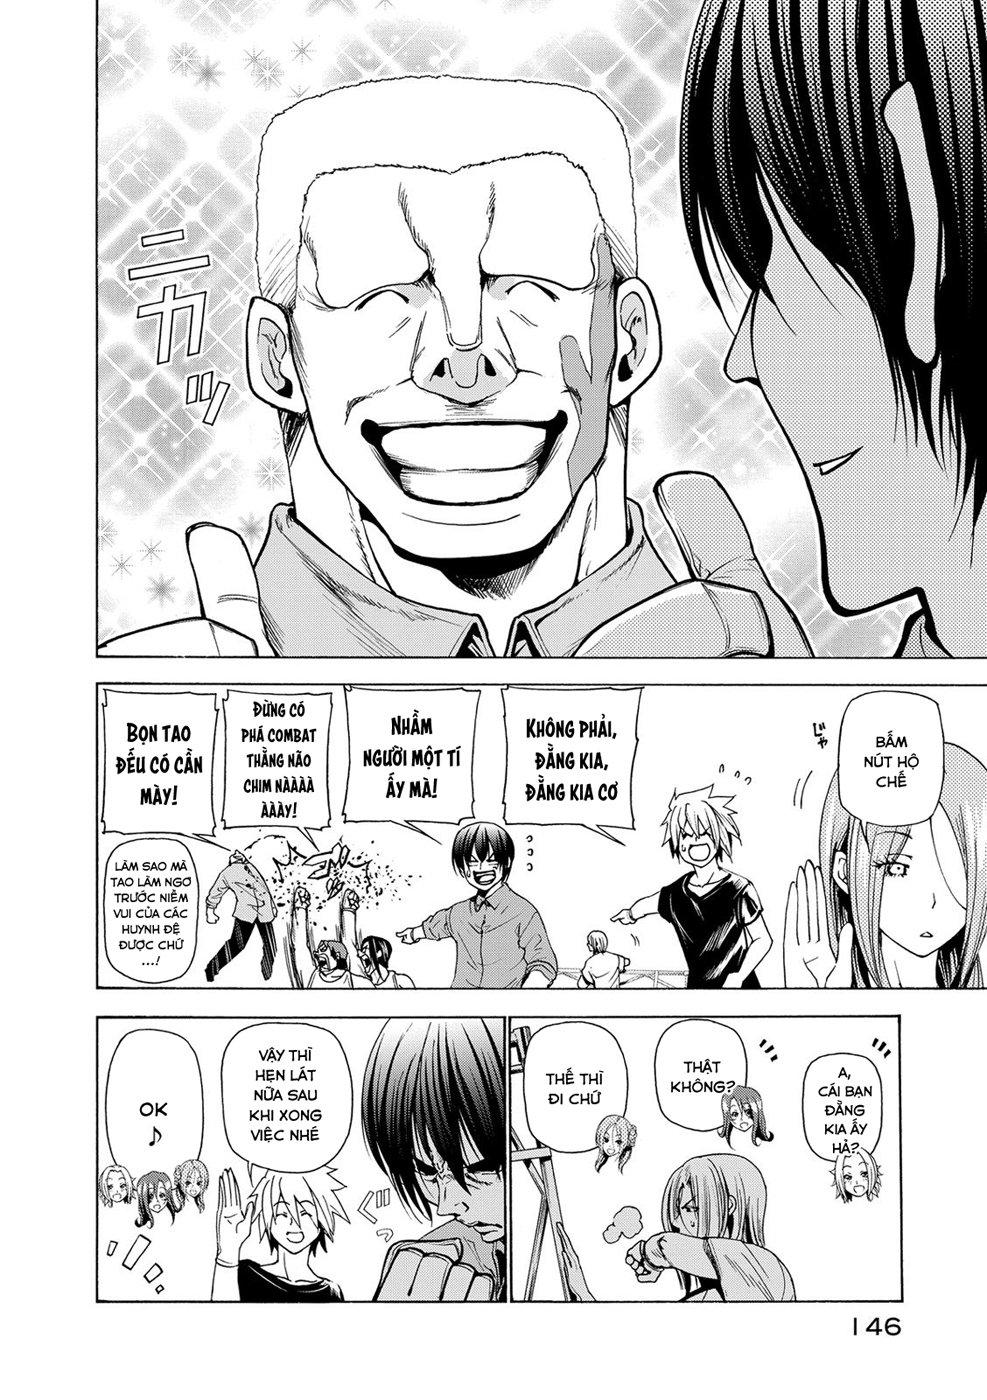 ニカッ
BẤM
NÚT HỘ
CHẾ
じゃ
KHÔNG PHẢI,
ĐẰNG KIA,
ĐẰNG KIA CƠ
NHẦM
NGƯỜI MỘT TÍ
ẤY MÀ!
ĐỪNG CÓ
PHÁ COMBAT
THẰNG NÃO
CHIM NÀÀÀÀ
ÀÀÀY!
BỌN TAO
ĐẾU CÓ CẦN
MÀY!
LÀM SAO MÀ
TAO LÀM NGƠ
TRƯỚC NIỀM
VUI CỦA CÁC
HUYNH ĐỆ
ĐƯỢC CHỨ
...!
A,
CÁI BẠN
ĐẰNG
KIA ẤY
HẢ?
THẬT
KHÔNG?
THẾ THÌ
ĐI CHỨ
VẬY THÌ
HẸN LÁT
NỮA SAU
KHI XONG
VIỆC NHÉ
OK
♪
146